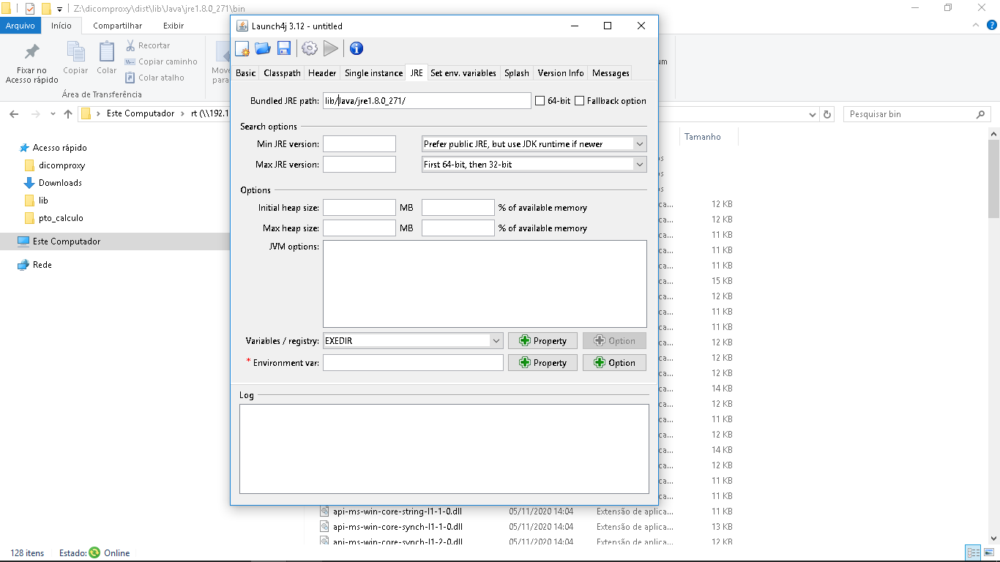 Z:\dicomproxy\dist\lib\Java\jre1.8.0_271\bin
Arquivo Início Compartilhar Exibir
Fixar no Acesso rápido
Copiar
Colar
Recortar
Copiar caminho
Colar atalho
Área de Transferência
Este Computador
rt (\\192.1
Pesquisar bin
Acesso rápido
dicomproxy
Downloads
lib
pto_calculo
Este Computador
Rede
Launch4j 3.12 - untitled
Basic Classpath Header Single instance JRE Set env. variables Splash Version Info Messages
Bundled JRE path: lib/Java/jre1.8.0_271/ 64-bit Fallback option
Search options
Min JRE version: Prefer public JRE, but use JDK runtime if newer
Max JRE version: First 64-bit, then 32-bit
Options
Initial heap size: MB % of available memory
Max heap size: MB % of available memory
JVM options:
Variables / registry: EXEDIR Property Option
* Environment var: Property Option
Log
Tamanho
12 KB
12 KB
11 KB
11 KB
11 KB
15 KB
12 KB
11 KB
11 KB
12 KB
12 KB
12 KB
14 KB
12 KB
11 KB
12 KB
14 KB
12 KB
11 KB
11 KB
api-ms-win-core-string-l1-1-0.dll 05/11/2020 14:04 Extensão de aplica... 11 KB
api-ms-win-core-synch-l1-1-0.dll 05/11/2020 14:04 Extensão de aplica... 13 KB
api-ms-win-core-synch-l1-2-0.dll 05/11/2020 14:04 Extensão de aplica... 12 KB
128 itens Estado: Online